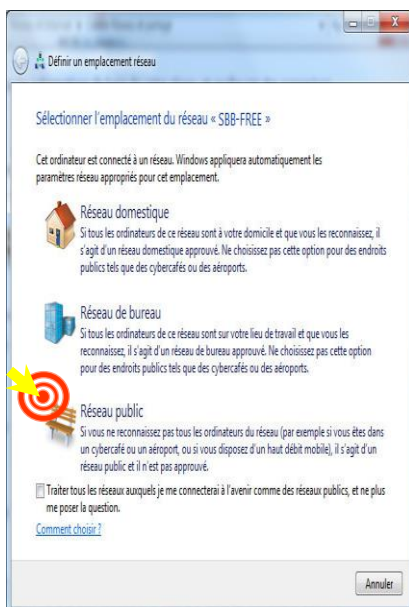 Définir un emplacement réseau
Sélectionner l'emplacement du réseau « SBB-FREE »
Cet ordinateur est connecté à un réseau. Windows appliquera automatiquement les
paramètres réseau appropriés pour cet emplacement.
Réseau domestique
Si tous les ordinateurs de ce réseau sont à votre domicile et que vous les reconnaissez, il
s'agit d'un réseau domestique approuvé. Ne choisissez pas cette option pour des endroits
publics tels que des cybercafés ou des aéroports.
Réseau de bureau
Si tous les ordinateurs de ce réseau sont sur votre lieu de travail et que vous les
reconnaissez, il s'agit d'un réseau de bureau approuvé. Ne choisissez pas cette option
pour des endroits publics tels que des cybercafés ou des aéroports.
Réseau public
Si vous ne reconnaissez pas tous les ordinateurs du réseau (par exemple si vous êtes dans
un cybercafé ou un aéroport, ou si vous disposez d'un haut débit mobile), il s'agit d'un
réseau public et il n'est pas approuvé.
Traiter tous les réseaux auxquels je me connecterai à l'avenir comme des réseaux publics, et ne plus
me poser la question.
Comment choisir ?
Annuler